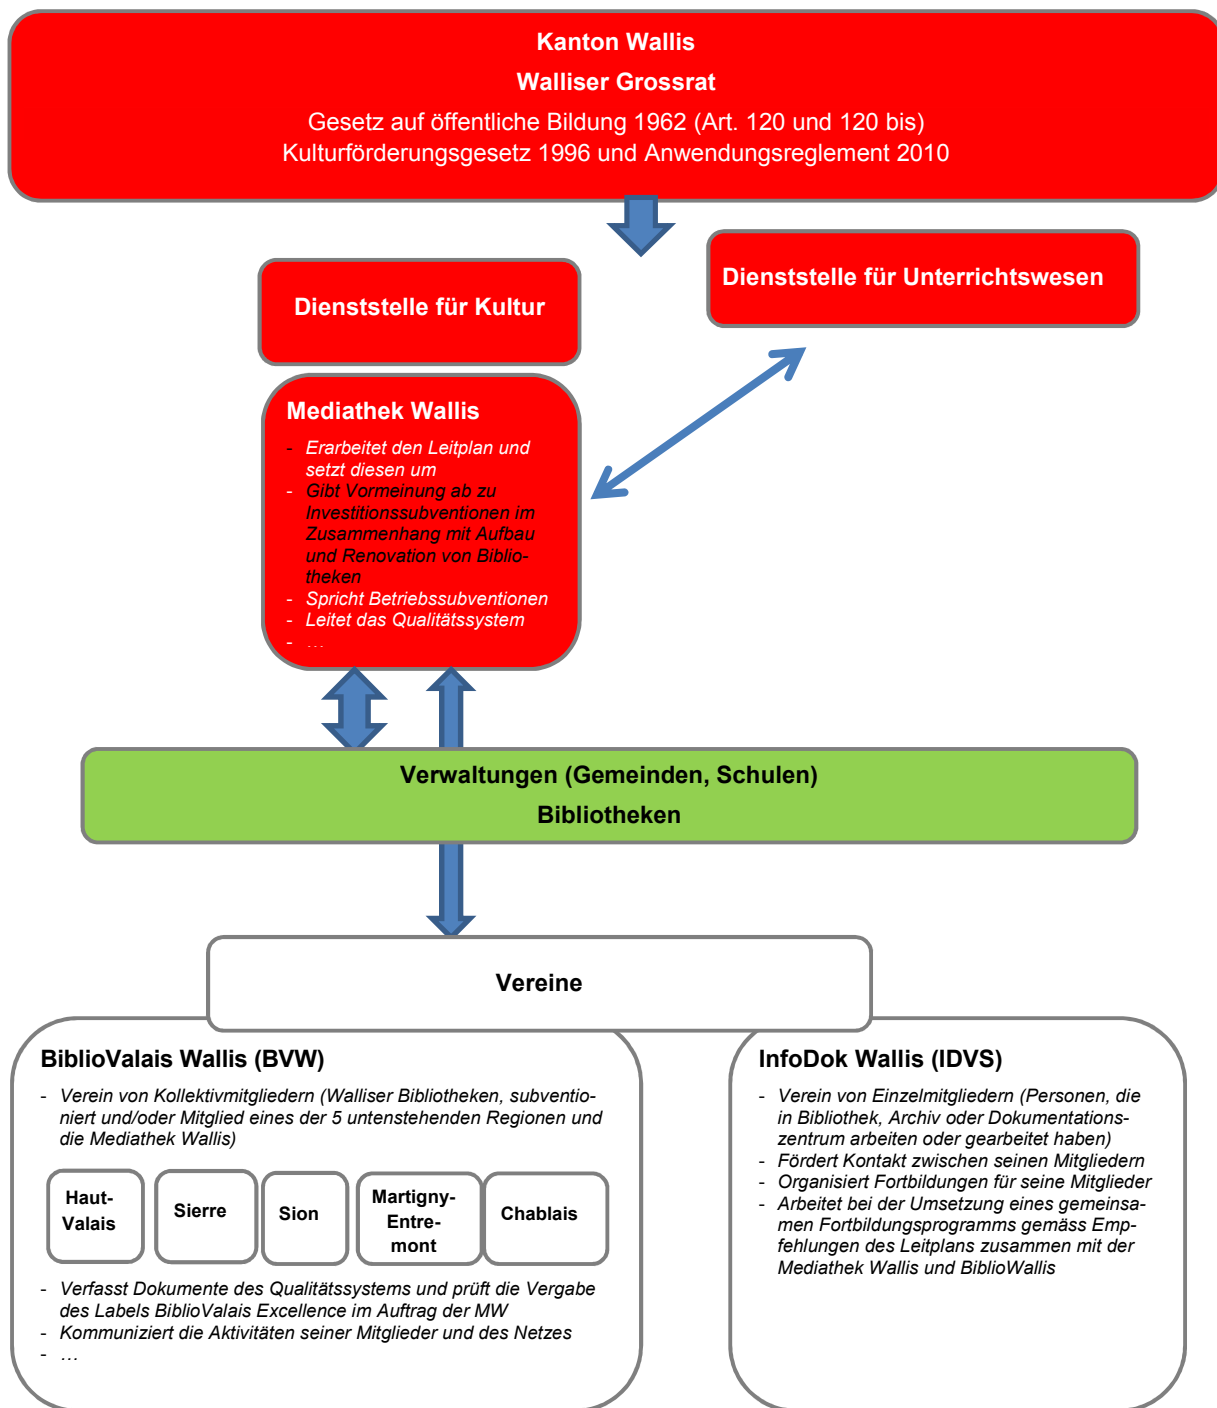 Kanton Wallis
Walliser Grossrat
Gesetz auf öffentliche Bildung 1962 (Art. 120 und 120 bis)
Kulturförderungsgesetz 1996 und Anwendungsreglement 2010
Dienststelle für Kultur
Dienststelle für Unterrichtswesen
Mediathek Wallis
- Erarbeitet den Leitplan und
setzt diesen um
- Gibt Vormeinung ab zu
Investitionssubventionen im
Zusammenhang mit Aufbau
und Renovation von Biblio-
theken
- Spricht Betriebssubventionen
- Leitet das Qualitätssystem
- …
Verwaltungen (Gemeinden, Schulen)
Bibliotheken
Vereine
BiblioValais Wallis (BVW)
- Verein von Kollektivmitgliedern (Walliser Bibliotheken, subventio-
niert und/oder Mitglied eines der 5 untenstehenden Regionen und
die Mediathek Wallis)
Haut-
Valais
Sierre
Sion
Martigny-
Entre-
mont
Chablais
- Verfasst Dokumente des Qualitätssystems und prüft die Vergabe
des Labels BiblioValais Excellence im Auftrag der MW
- Kommuniziert die Aktivitäten seiner Mitglieder und des Netzes
- …
InfoDok Wallis (IDVS)
- Verein von Einzelmitgliedern (Personen, die
in Bibliothek, Archiv oder Dokumentations-
zentrum arbeiten oder gearbeitet haben)
- Fördert Kontakt zwischen seinen Mitgliedern
- Organisiert Fortbildungen für seine Mitglieder
- Arbeitet bei der Umsetzung eines gemeinsa-
men Fortbildungsprogramms gemäss Emp-
fehlungen des Leitplans zusammen mit der
Mediathek Wallis und BiblioWallis